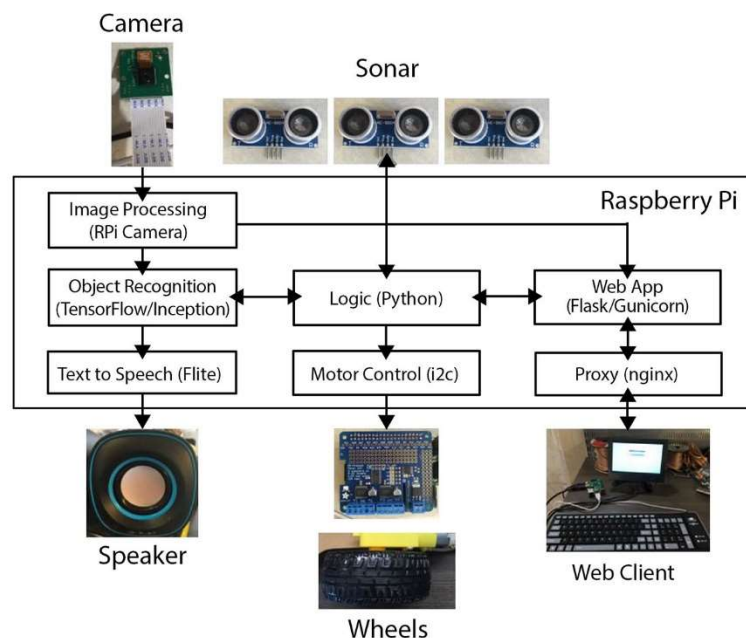 Camera
Sonar
Raspberry Pi
Image Processing
(RPi Camera)
Object Recognition
(TensorFlow/Inception)
Logic (Python)
Web App
(Flask/Gunicorn)
Text to Speech (Flite)
Motor Control (i2c)
Proxy (nginx)
Speaker
Wheels
Web Client